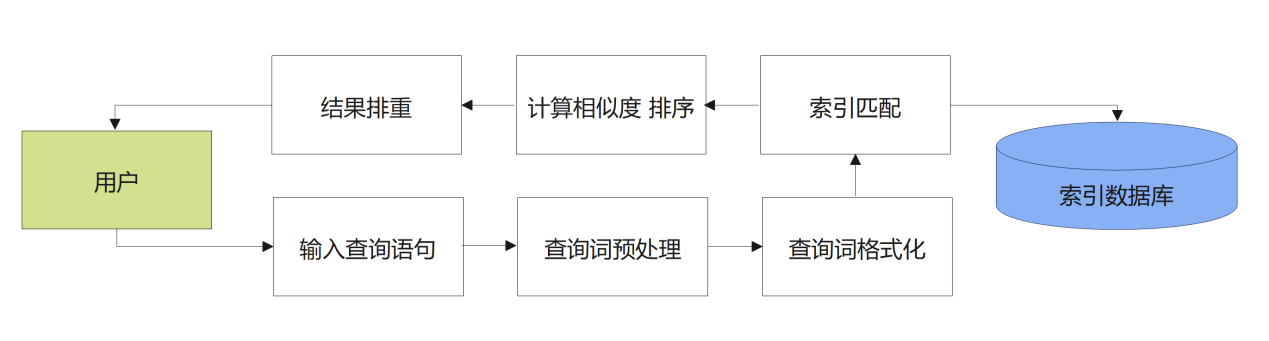 结果排重
计算相似度 排序
索引匹配
用户
索引数据库
输入查询语句
查询词预处理
查询词格式化